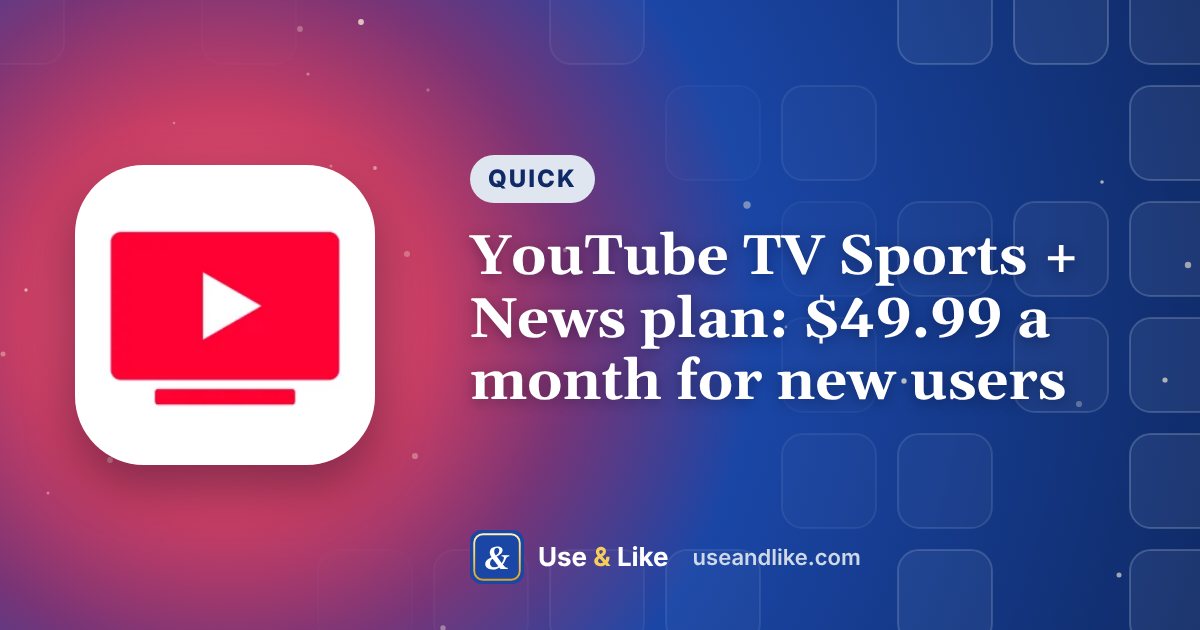 QUICK
YouTube TV Sports +
News plan: $49.99 a
month for new users
& Use & Like useandlike.com